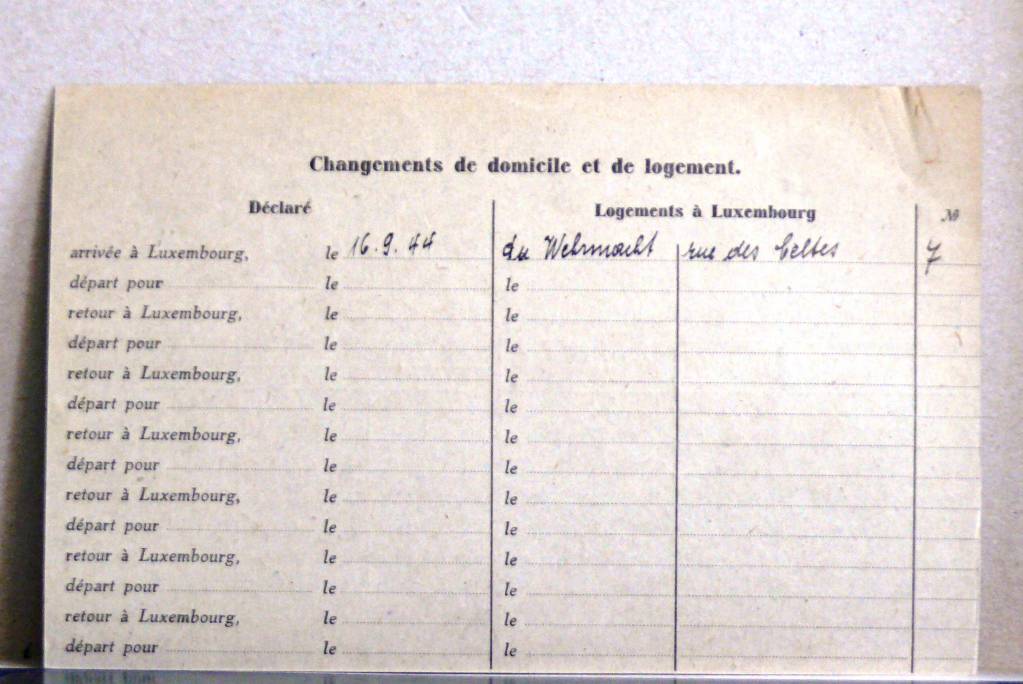 Changements de domicile et de logement.
Déclaré Logements à Luxembourg №
arrivée à Luxembourg, le 16.9.44 du Wehrmacht rue des Celtes 7
départ pour le le
retour à Luxembourg, le le
départ pour le le
retour à Luxembourg, le le
départ pour le le
retour à Luxembourg, le le
départ pour le le
retour à Luxembourg, le le
départ pour le le
retour à Luxembourg, le le
départ pour le le
retour à Luxembourg, le le
départ pour le le